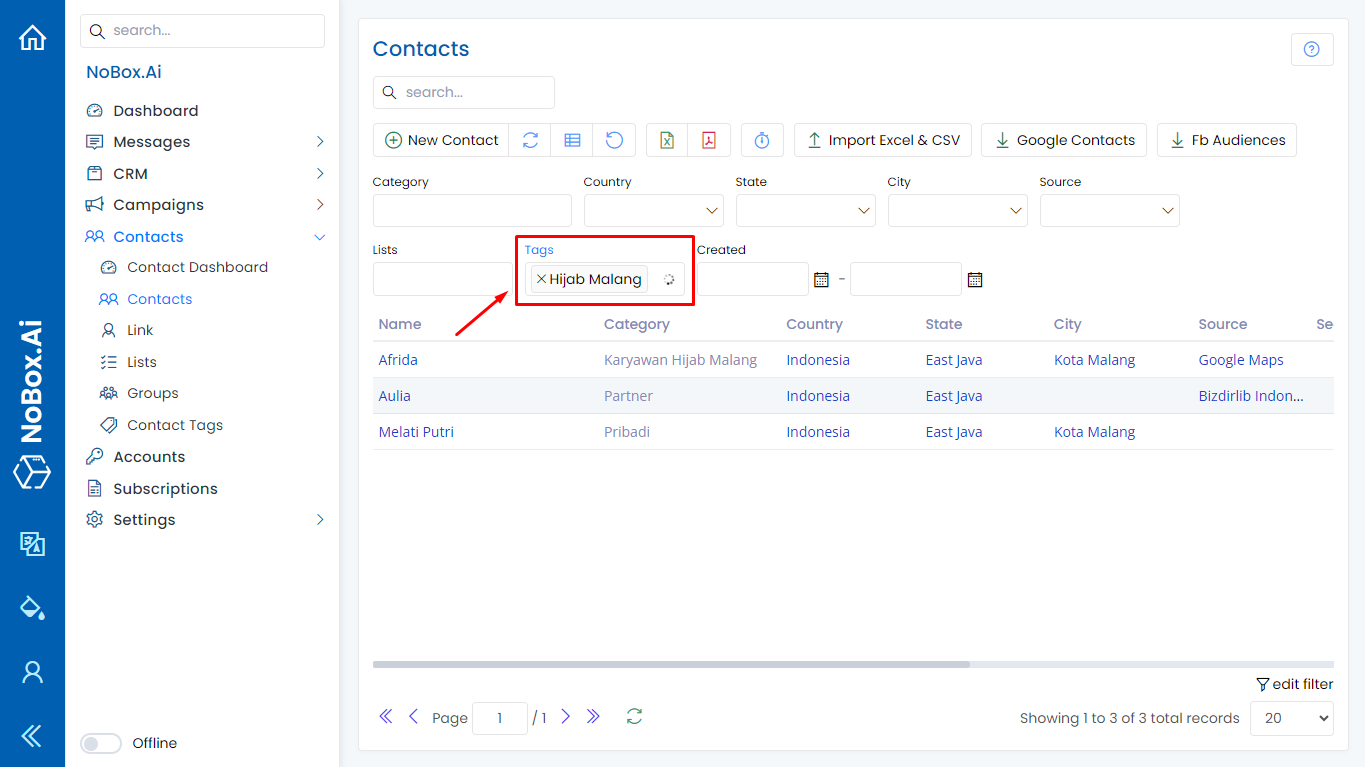 search...
NoBox.Ai
Dashboard
Messages
CRM
Campaigns
Contacts
Contact Dashboard
Contacts
Link
Lists
Groups
Contact Tags
Accounts
Subscriptions
Settings
Offline
NoBox.Ai
Contacts
search...
New Contact Import Excel & CSV Google Contacts Fb Audiences
Category Country State City Source
Lists Tags Created
Hijab Malang -
Name Category Country State City Source Se
Afrida Karyawan Hijab Malang Indonesia East Java Kota Malang Google Maps
Aulia Partner Indonesia East Java Bizdirlib Indon...
Melati Putri Pribadi Indonesia East Java Kota Malang
edit filter
Page 1 / 1 Showing 1 to 3 of 3 total records 20